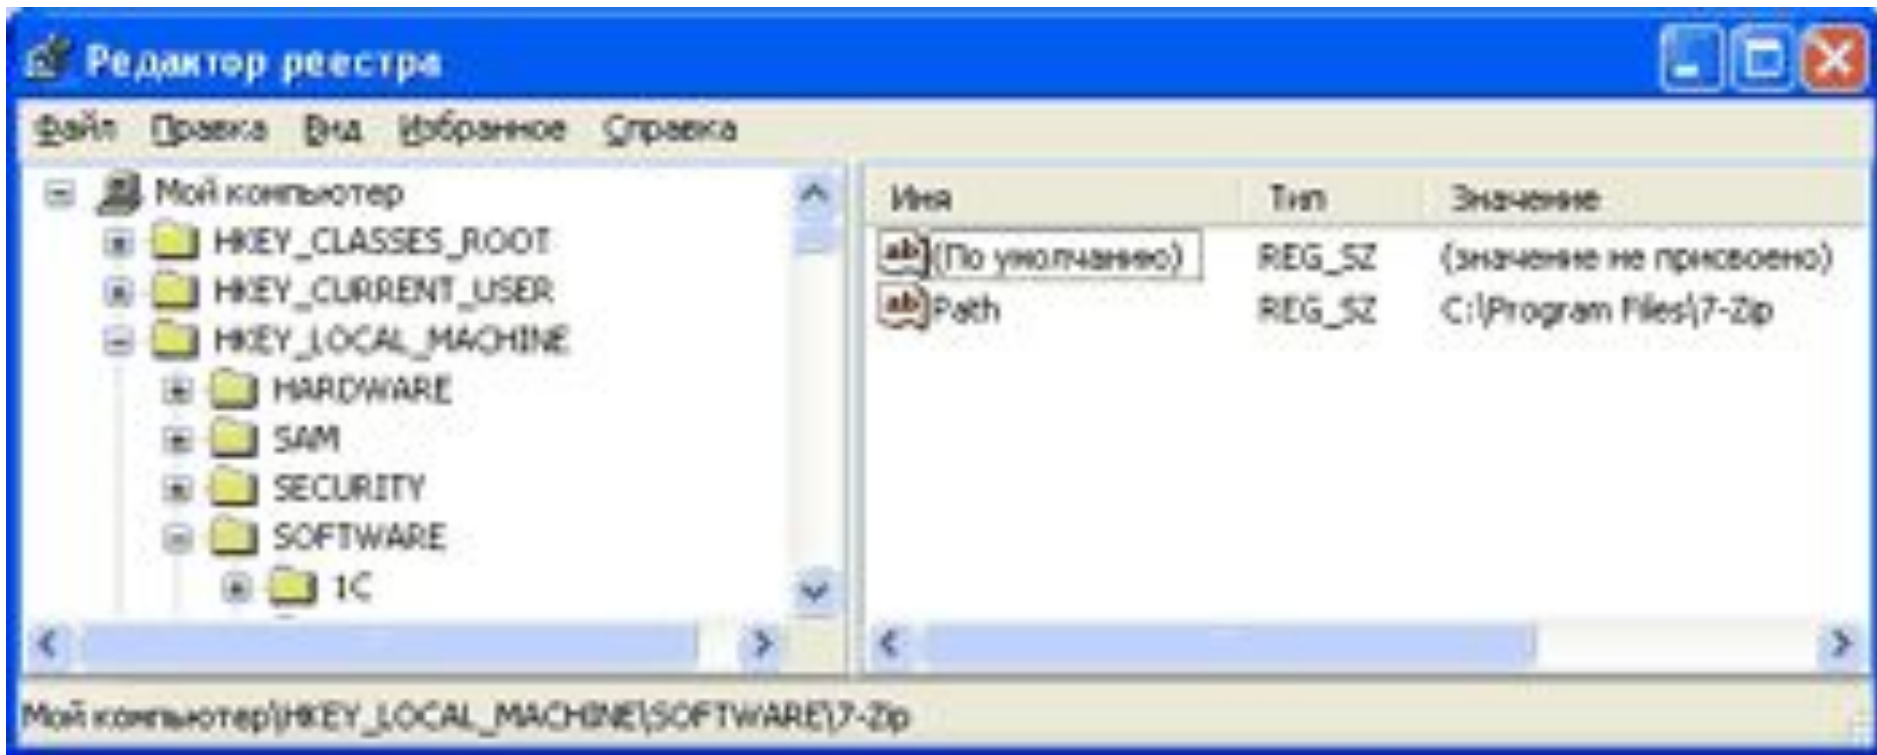 Редактор реестра
Файл Правка Вид Избранное Справка
Мой компьютер
HKEY_CLASSES_ROOT
HKEY_CURRENT_USER
HKEY_LOCAL_MACHINE
HARDWARE
SAM
SECURITY
SOFTWARE
1C
Имя Тип Значение
(По умолчанию) REG_SZ (значение не присвоено)
Path REG_SZ C:\Program Files\7-Zip
Мой компьютер\HKEY_LOCAL_MACHINE\SOFTWARE\7-Zip